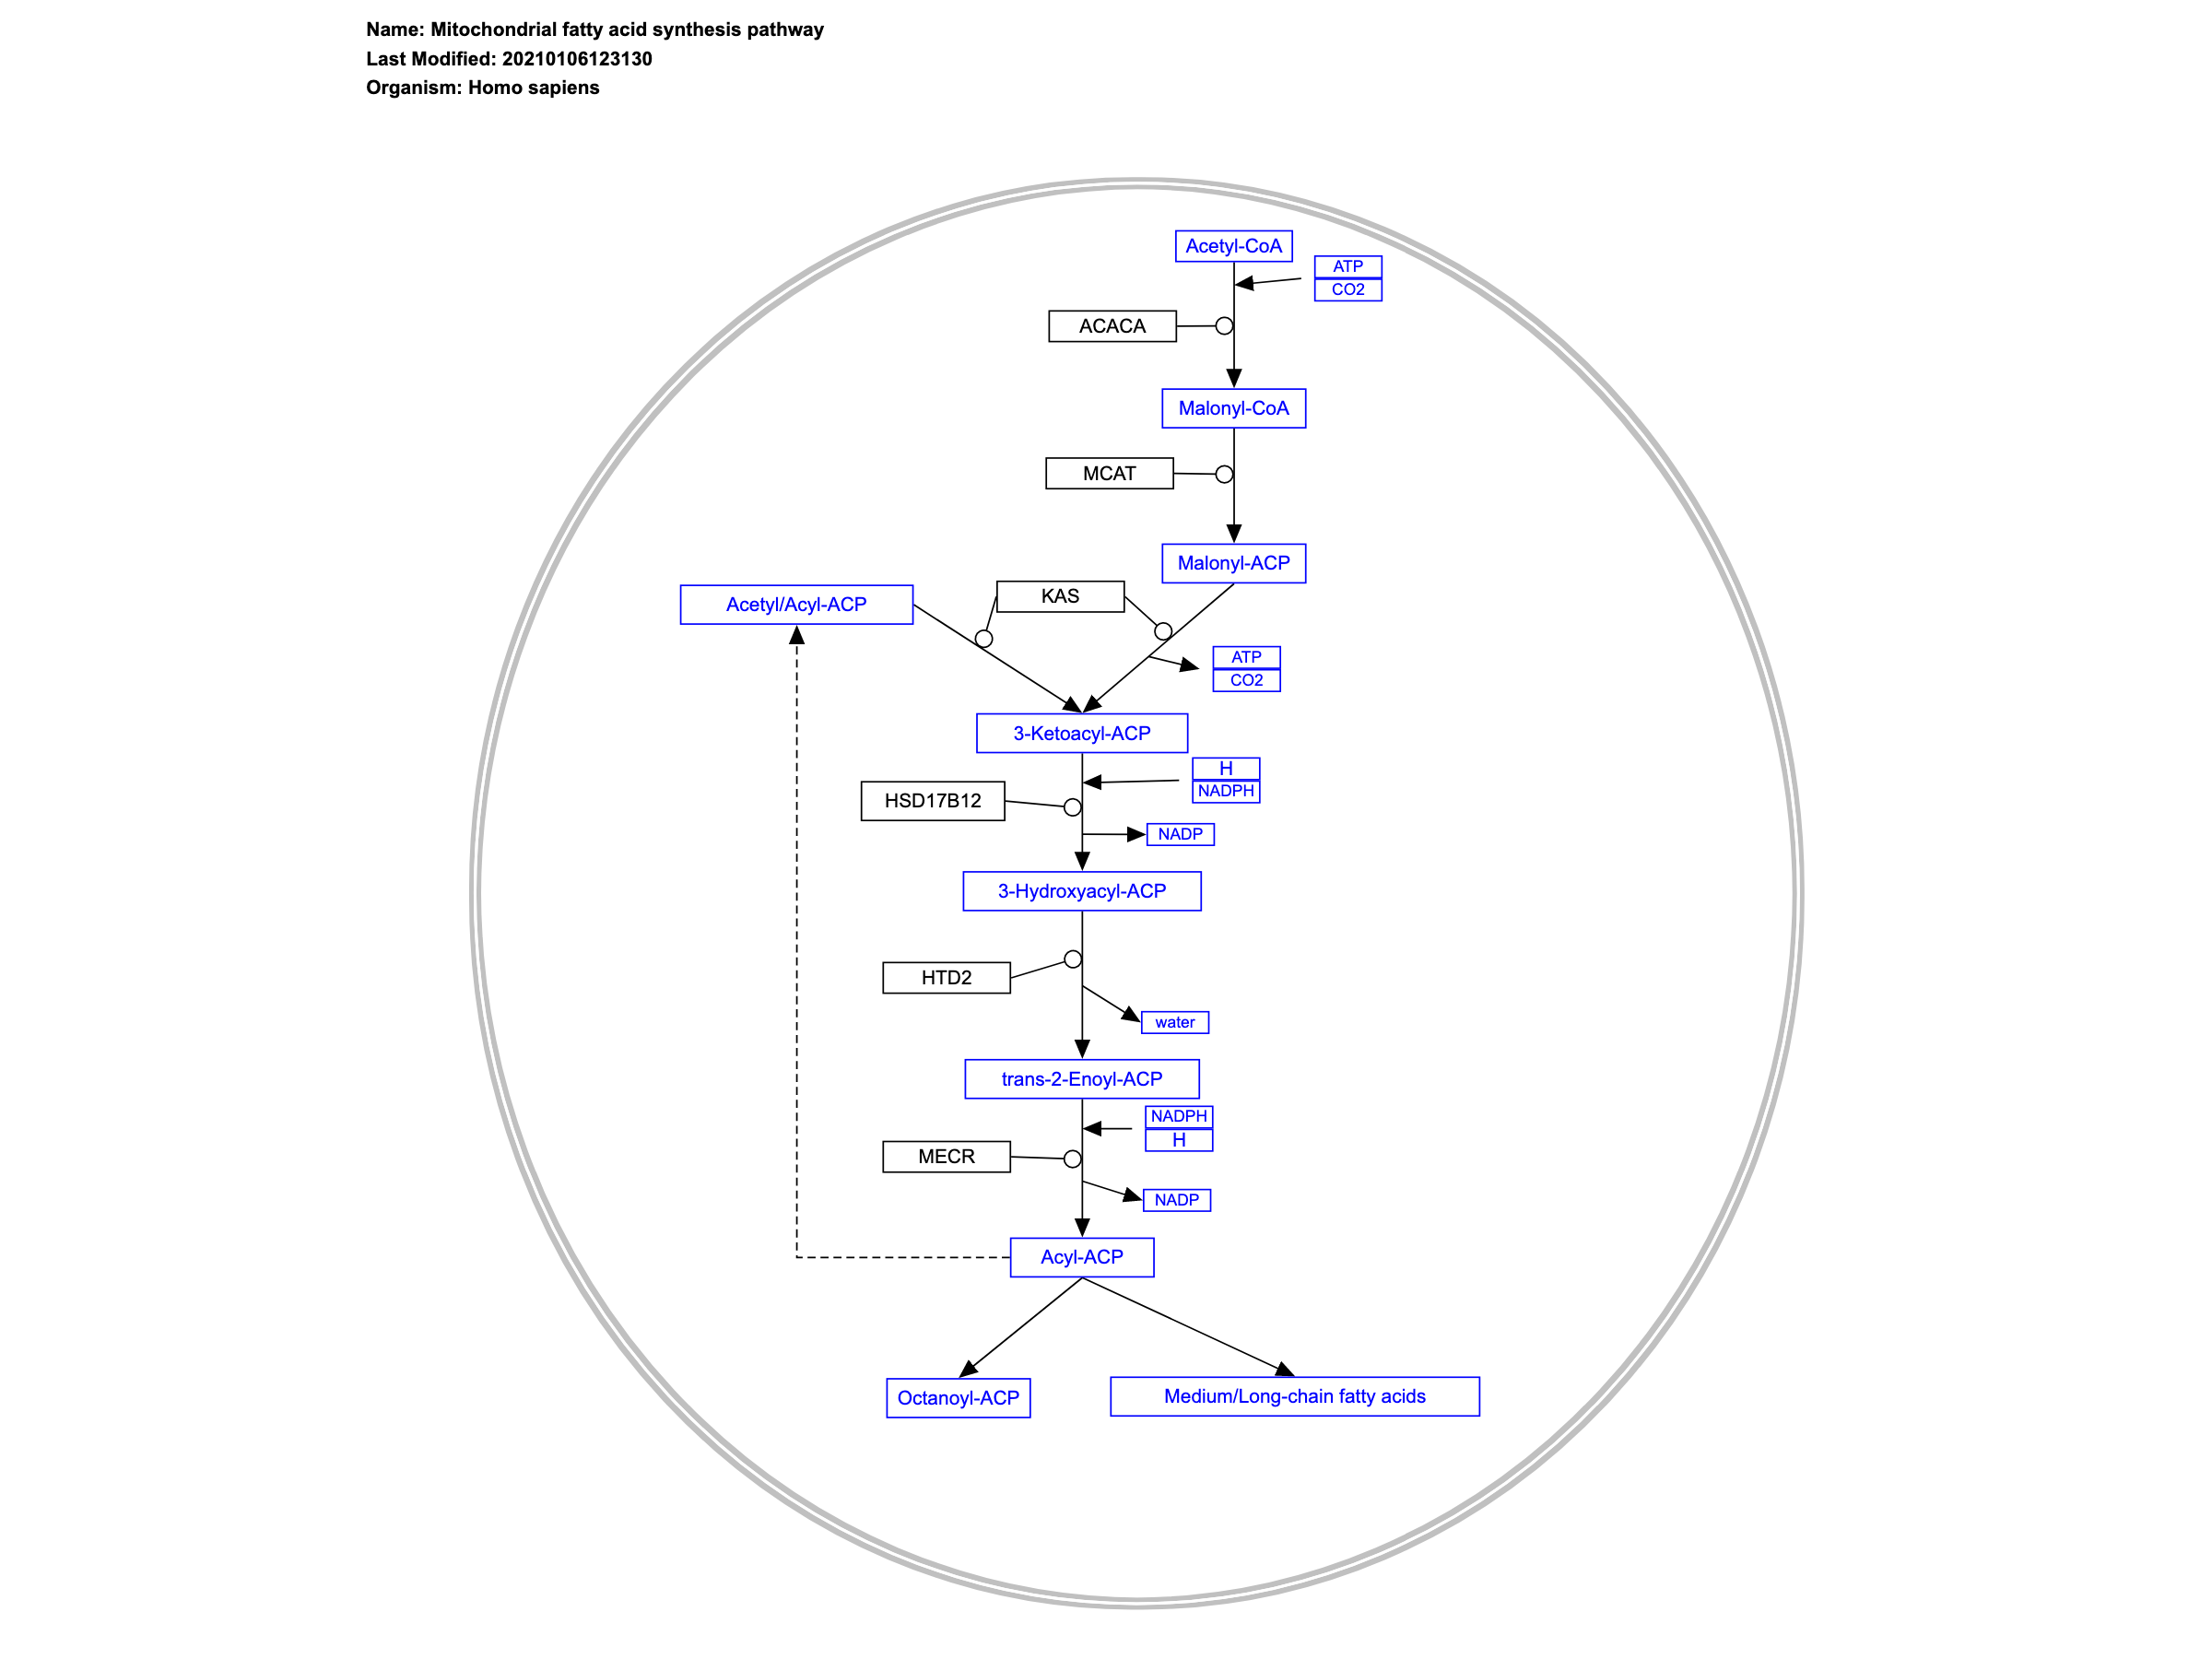 Name: Mitochondrial fatty acid synthesis pathway
Last Modified: 20210106123130
Organism: Homo sapiens
Acetyl-CoA
ATP
CO2
ACACA
Malonyl-CoA
MCAT
Malonyl-ACP
Acetyl/Acyl-ACP
KAS
ATP
CO2
3-Ketoacyl-ACP
H
NADPH
HSD17B12
NADP
3-Hydroxyacyl-ACP
HTD2
water
trans-2-Enoyl-ACP
NADPH
H
MECR
NADP
Acyl-ACP
Octanoyl-ACP
Medium/Long-chain fatty acids